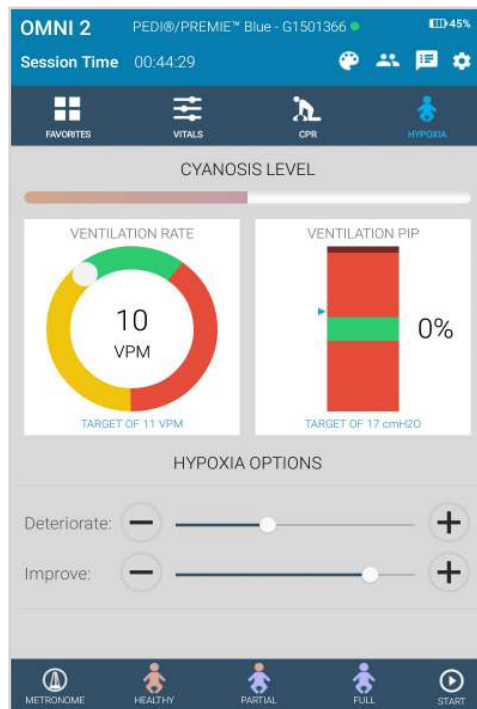 OMNI 2 PEDI®/PREMIE™ Blue - G1501366 45%
Session Time 00:44:29
FAVORITES VITALS CPR HYPOXIA
CYANOSIS LEVEL
VENTILATION RATE VENTILATION PIP
10 0%
VPM
TARGET OF 11 VPM TARGET OF 17 cmH2O
HYPOXIA OPTIONS
Deteriorate:
Improve:
METRONOME HEALTHY PARTIAL FULL START